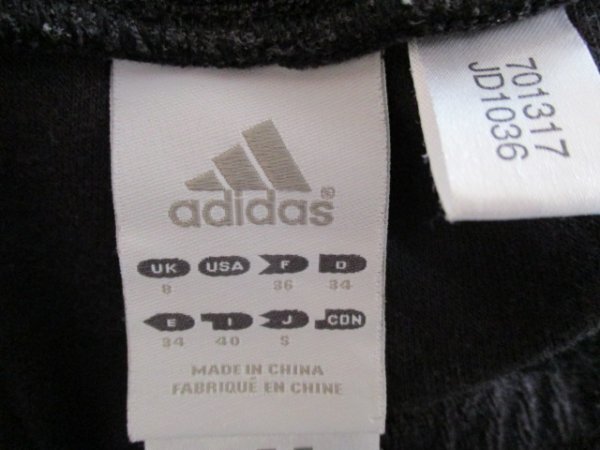 adidas®
UK USA F D
8 36 34
E I J CDN
34 40 S
MADE IN CHINA
FABRIQUÉ EN CHINE
701317
JD1036